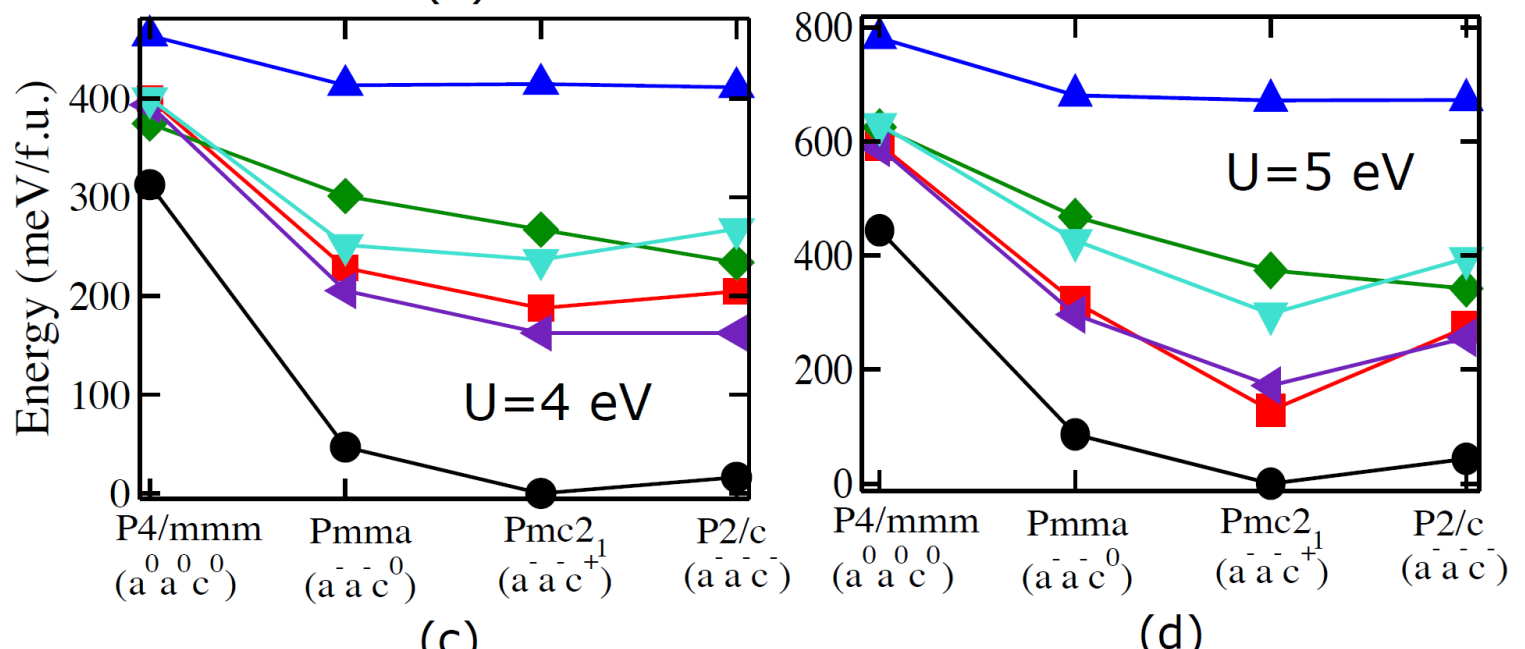 Energy (meV/f.u.)
400
300
200
100
0
U=4 eV
P4/mmm
(a⁰a⁰c⁰)
Pmma
(a⁻a⁻c⁰)
Pmc2₁
(a⁻a⁻c⁺)
P2/c
(a⁻a⁻c⁻)
(c)
800
600
400
200
0
U=5 eV
P4/mmm
(a⁰a⁰c⁰)
Pmma
(a⁻a⁻c⁰)
Pmc2₁
(a⁻a⁻c⁺)
P2/c
(a⁻a⁻c⁻)
(d)